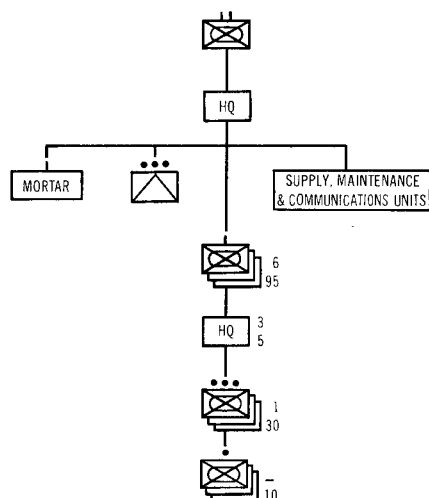 HQ
MORTAR
SUPPLY, MAINTENANCE
& COMMUNICATIONS UNITS
6
95
HQ
3
5
1
30
—
10